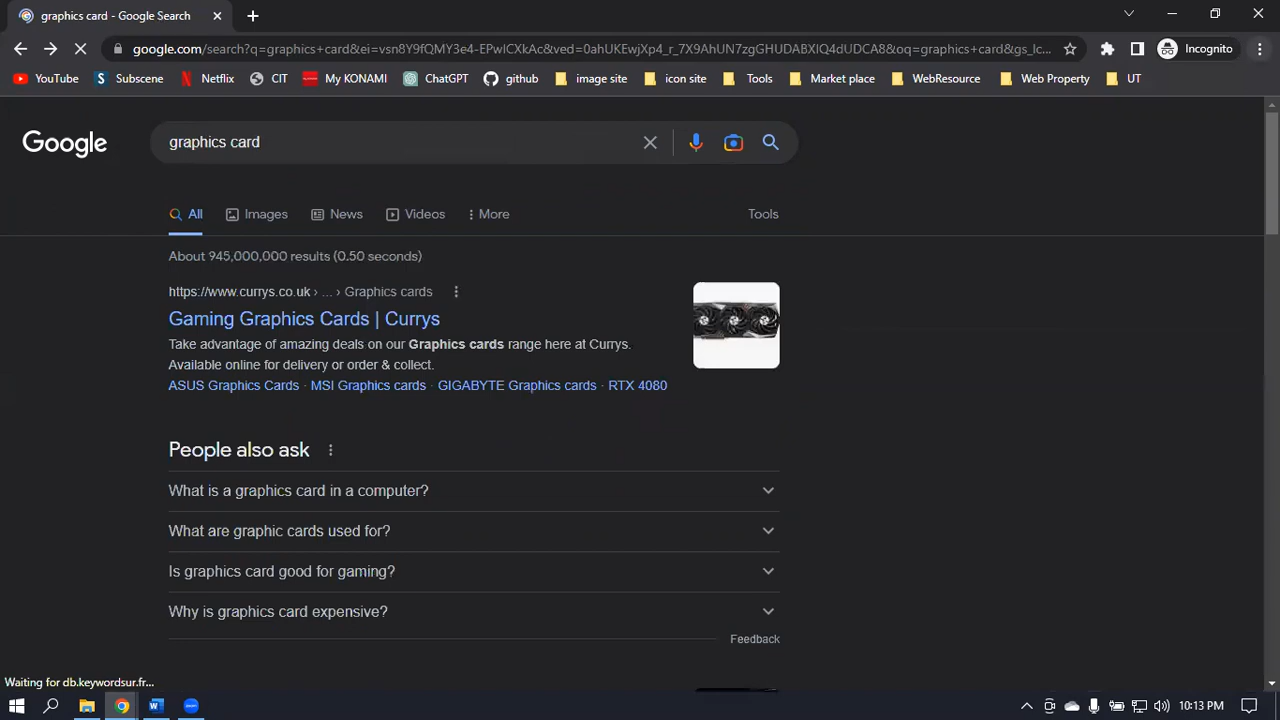 graphics card - Google Search
google.com/search?q=graphics+card&ei=vsn8Y9fQMY3e4-EPwlCXkAc&ved=0ahUKEwjXp4_r_7X9AhUN7zgGHUDABXIQ4dUDCA8&oq=graphics+card&gs_lc...
Incognito
YouTube Subscene Netflix CIT My KONAMI ChatGPT github image site icon site Tools Market place WebResource Web Property UT
Google graphics card
All Images News Videos More Tools
About 945,000,000 results (0.50 seconds)
https://www.currys.co.uk › ... › Graphics cards
Gaming Graphics Cards | Currys
Take advantage of amazing deals on our Graphics cards range here at Currys.
Available online for delivery or order & collect.
ASUS Graphics Cards · MSI Graphics cards · GIGABYTE Graphics cards · RTX 4080
People also ask
What is a graphics card in a computer?
What are graphic cards used for?
Is graphics card good for gaming?
Why is graphics card expensive?
Feedback
Waiting for db.keywordsur.fr...
10:13 PM